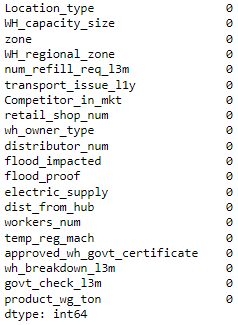 Location_type 0
WH_capacity_size 0
zone 0
WH_regional_zone 0
num_refill_req_l3m 0
transport_issue_l1y 0
Competitor_in_mkt 0
retail_shop_num 0
wh_owner_type 0
distributor_num 0
flood_impacted 0
flood_proof 0
electric_supply 0
dist_from_hub 0
workers_num 0
temp_reg_mach 0
approved_wh_govt_certificate 0
wh_breakdown_l3m 0
govt_check_l3m 0
product_wg_ton 0
dtype: int64